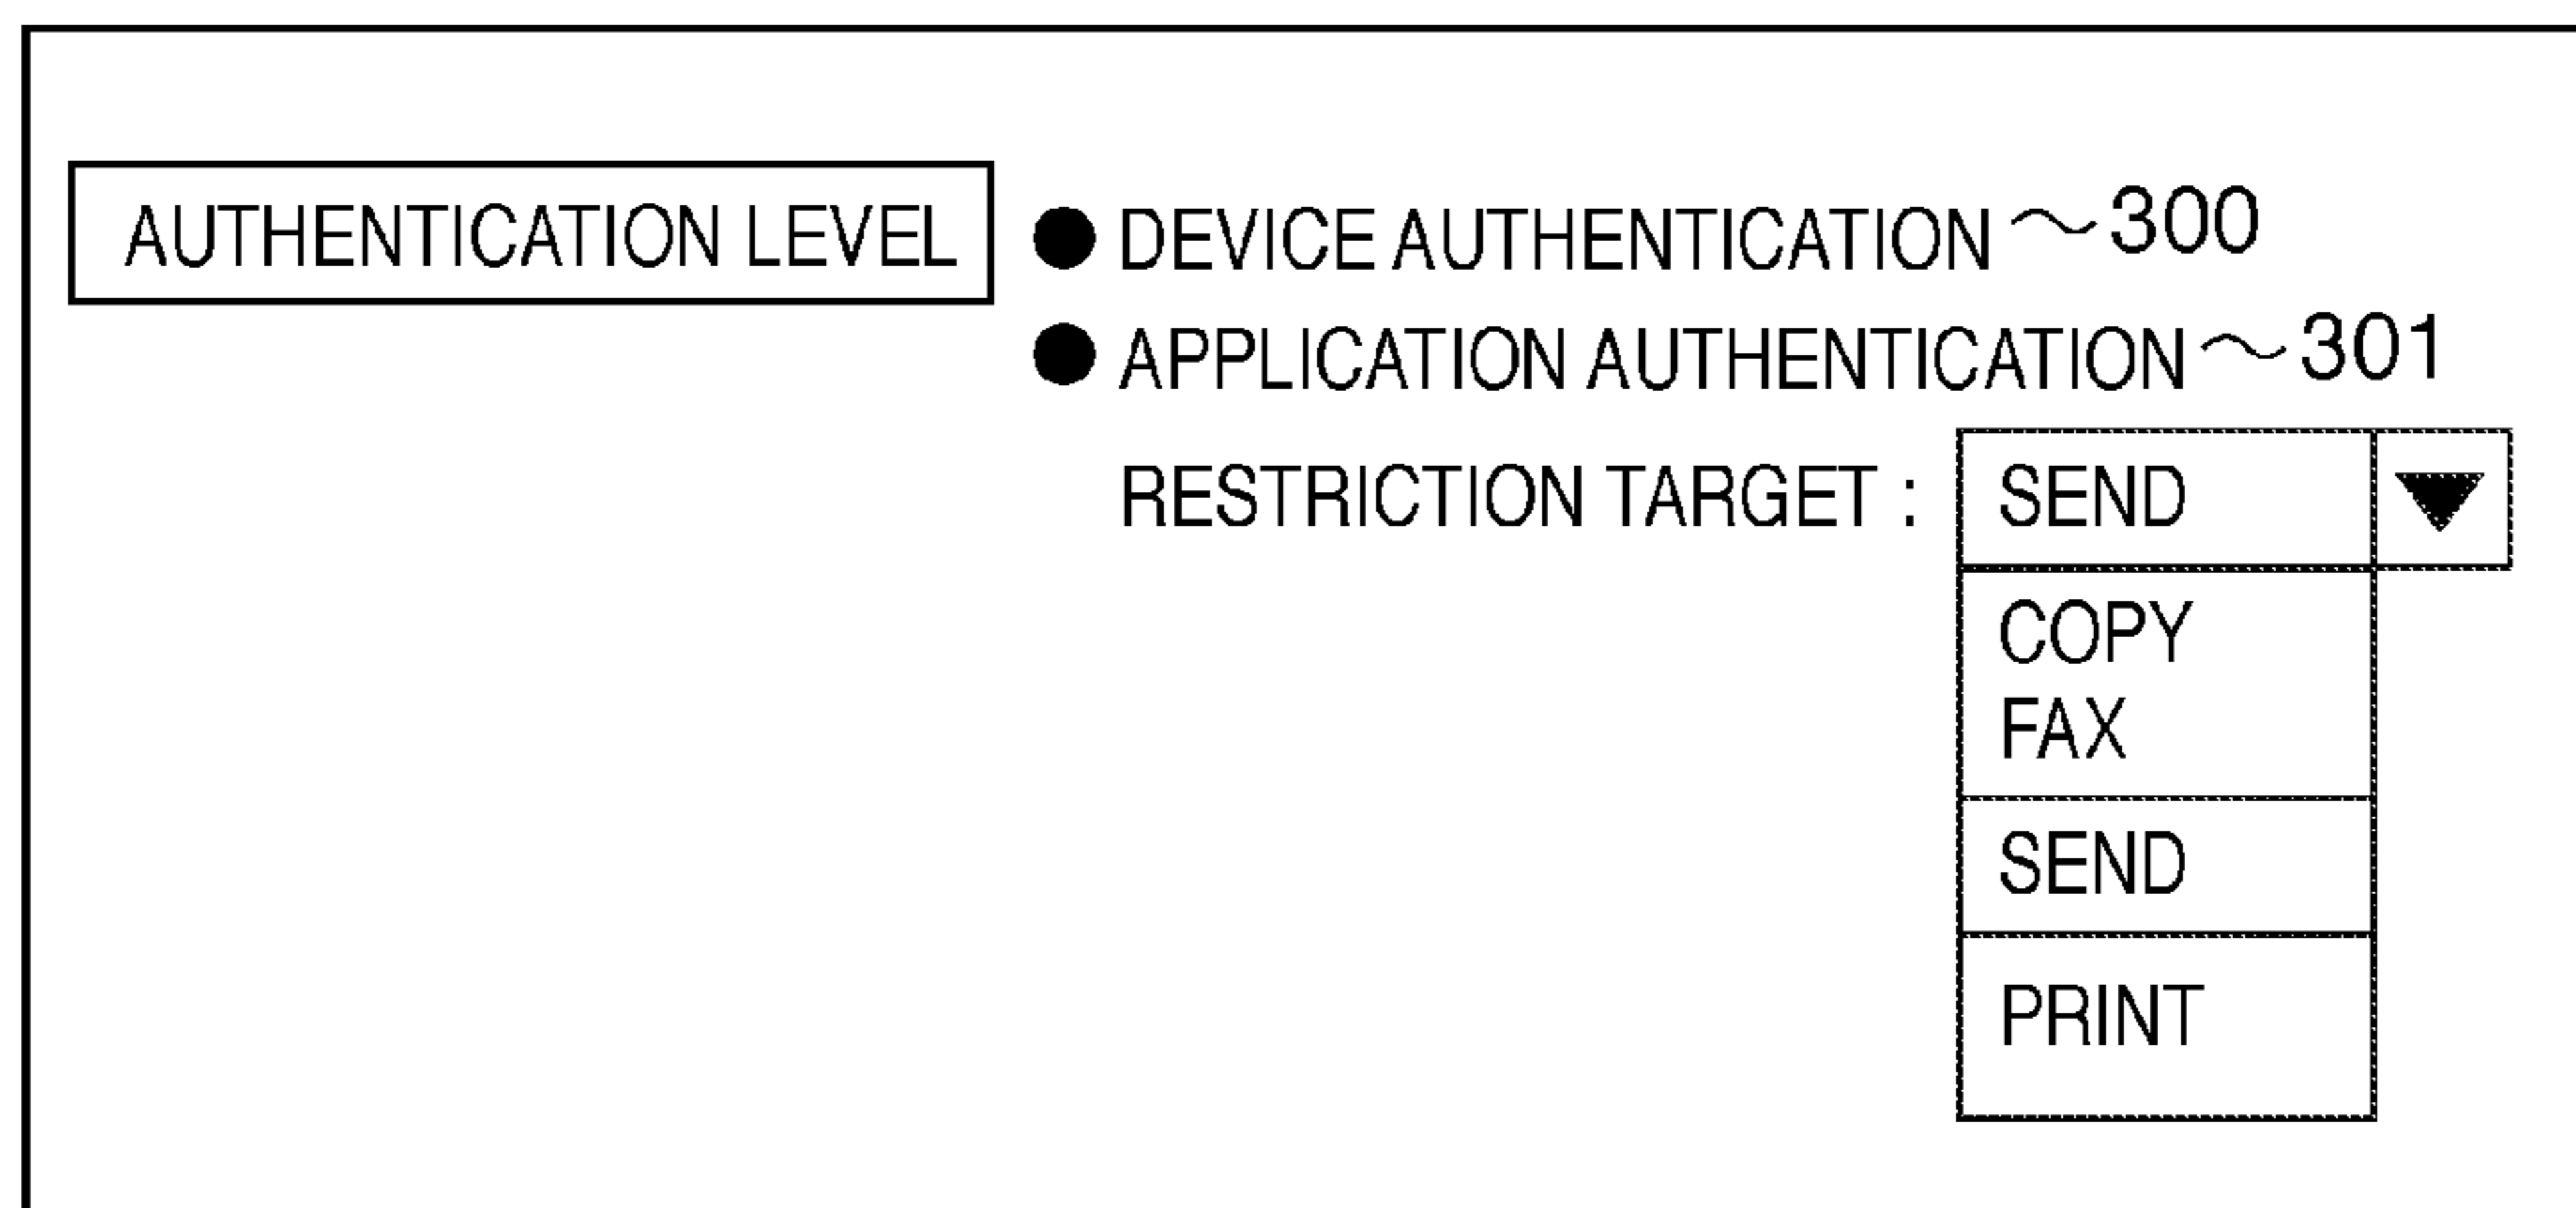 AUTHENTICATION LEVEL
● DEVICE AUTHENTICATION ~300
● APPLICATION AUTHENTICATION ~301
RESTRICTION TARGET : SEND ▼
COPY
FAX
SEND
PRINT